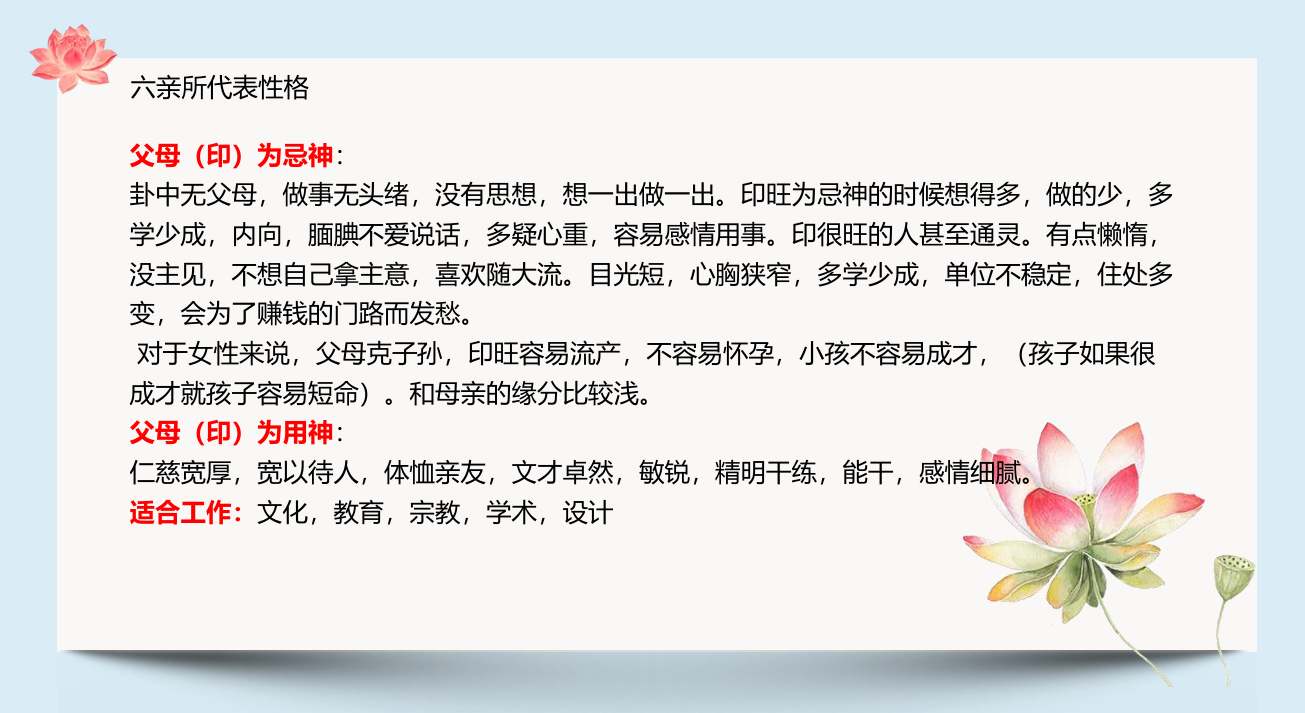 六亲所代表性格
父母（印）为忌神：
卦中无父母，做事无头绪，没有思想，想一出做一出。印旺为忌神的时候想得多，做的少，多
学少成，内向，腼腆不爱说话，多疑心重，容易感情用事。印很旺的人甚至通灵。有点懒惰，
没主见，不想自己拿主意，喜欢随大流。目光短，心胸狭窄，多学少成，单位不稳定，住处多
变，会为了赚钱的门路而发愁。
对于女性来说，父母克子孙，印旺容易流产，不容易怀孕，小孩不容易成才，（孩子如果很
成才就孩子容易短命）。和母亲的缘分比较浅。
父母（印）为用神：
仁慈宽厚，宽以待人，体恤亲友，文才卓然，敏锐，精明干练，能干，感情细腻。
适合工作：文化，教育，宗教，学术，设计